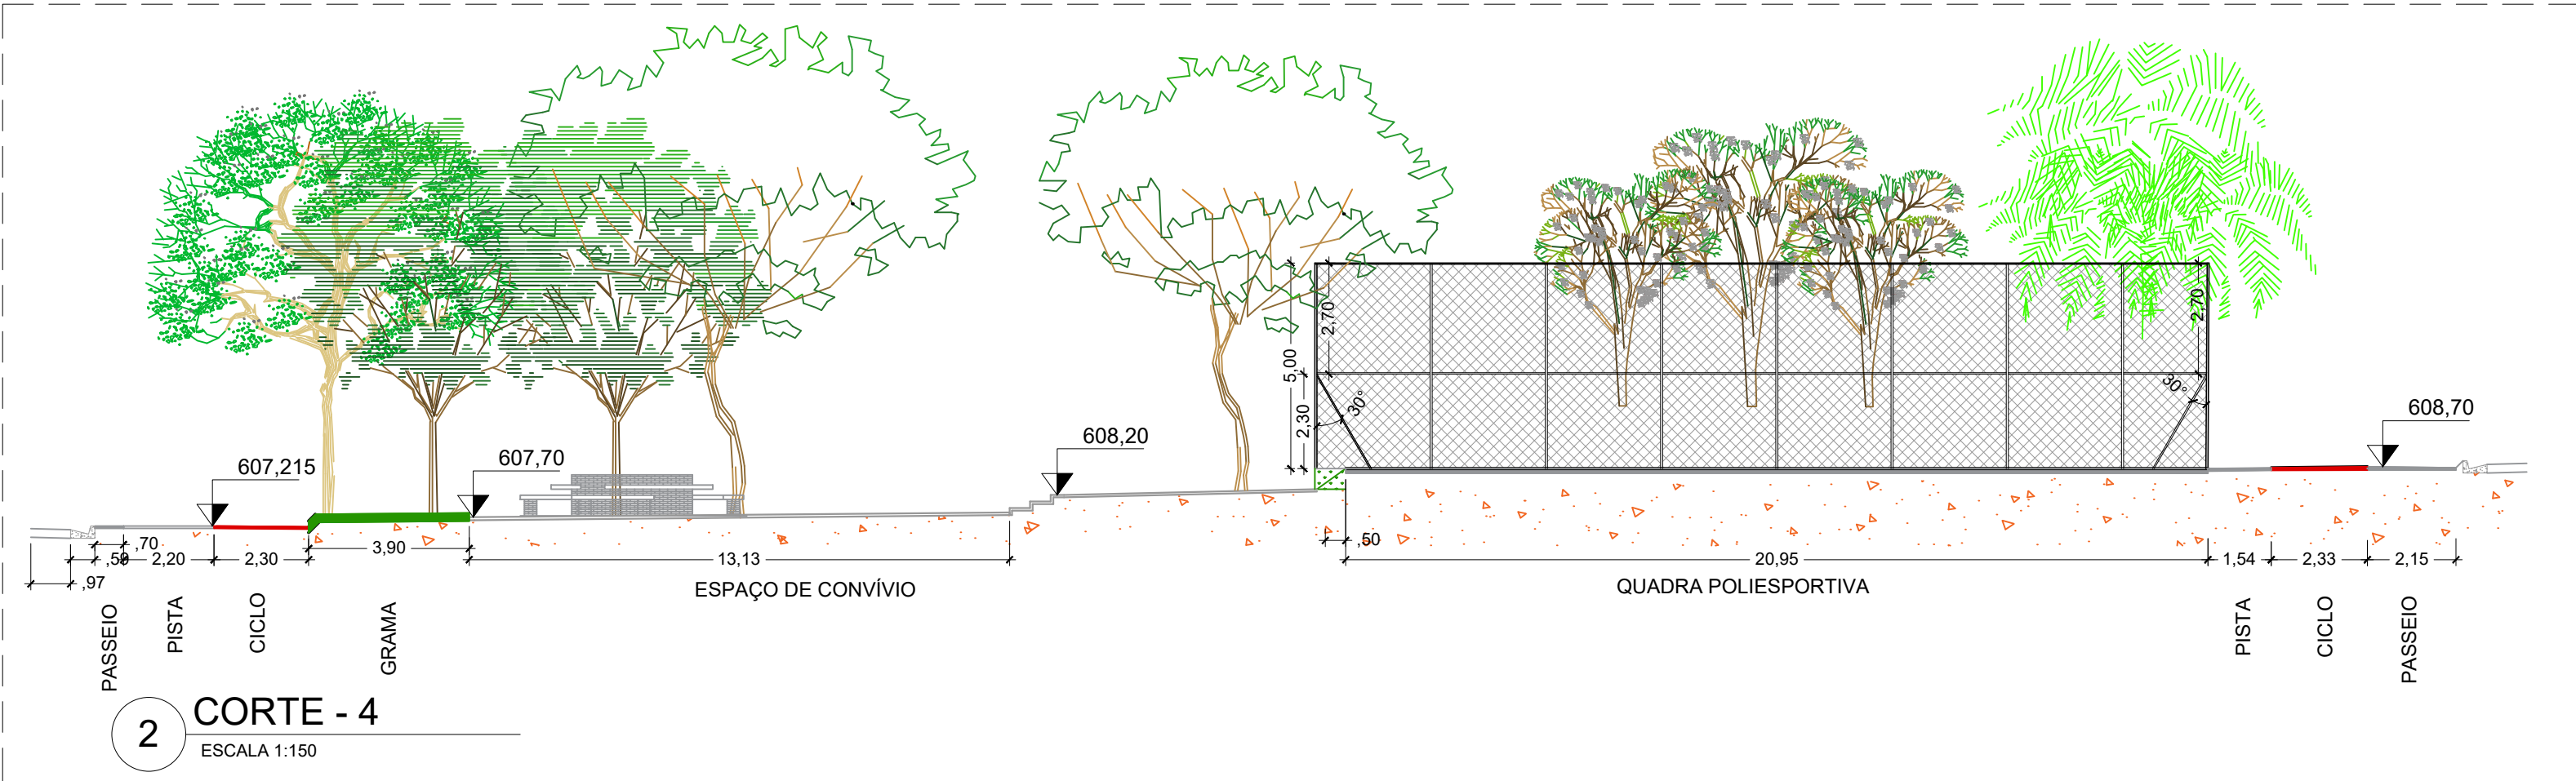 2,70
2,70
5,00
2,30
30°
30°
608,70
608,20
607,70
607,215
,70
,59
2,20
2,30
3,90
13,13
,50
20,95
1,54
2,33
2,15
,97
ESPAÇO DE CONVÍVIO
QUADRA POLIESPORTIVA
PASSEIO
PISTA
CICLO
GRAMA
PISTA
CICLO
PASSEIO
2
CORTE - 4
ESCALA 1:150